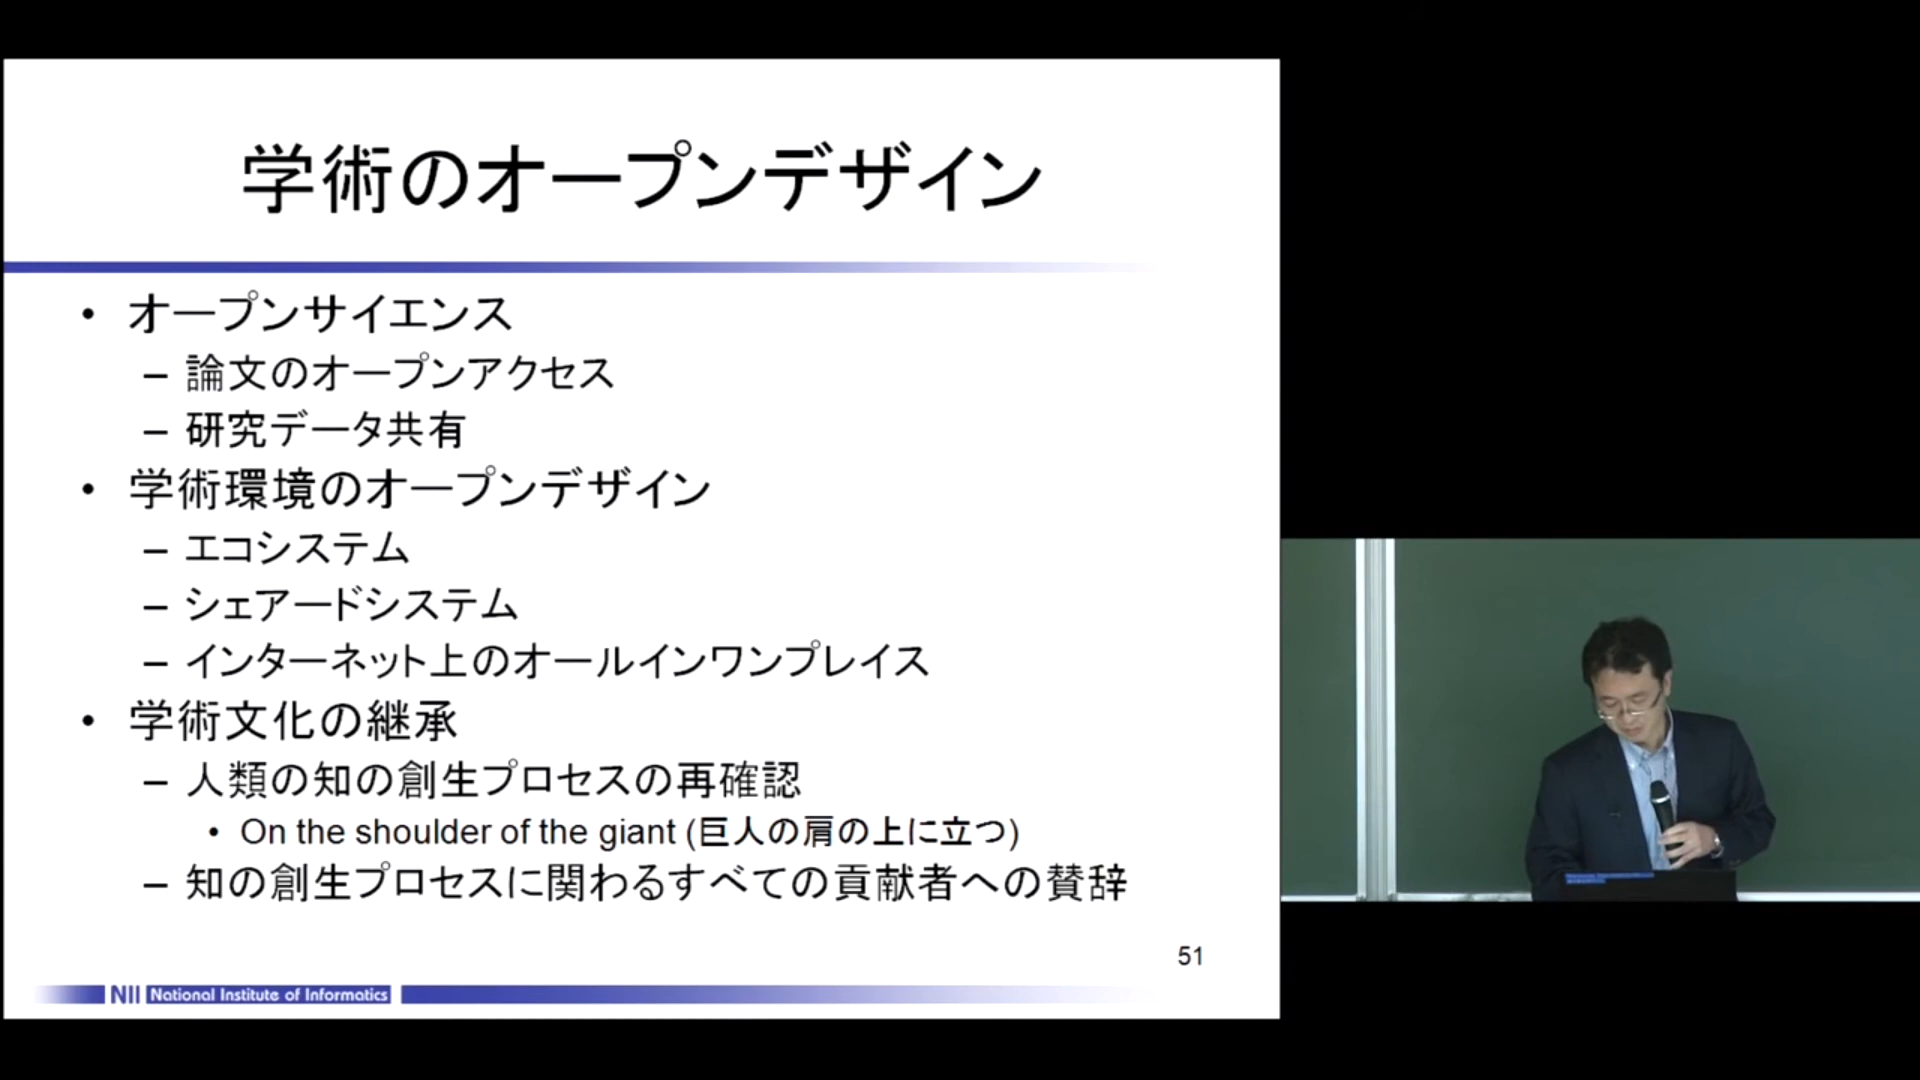 学術のオープンデザイン
• オープンサイエンス
– 論文のオープンアクセス
– 研究データ共有
• 学術環境のオープンデザイン
– エコシステム
– シェアードシステム
– インターネット上のオールインワンプレイス
• 学術文化の継承
– 人類の知の創生プロセスの再確認
• On the shoulder of the giant (巨人の肩の上に立つ)
– 知の創生プロセスに関わるすべての貢献者への賛辞
51
NII National Institute of Informatics